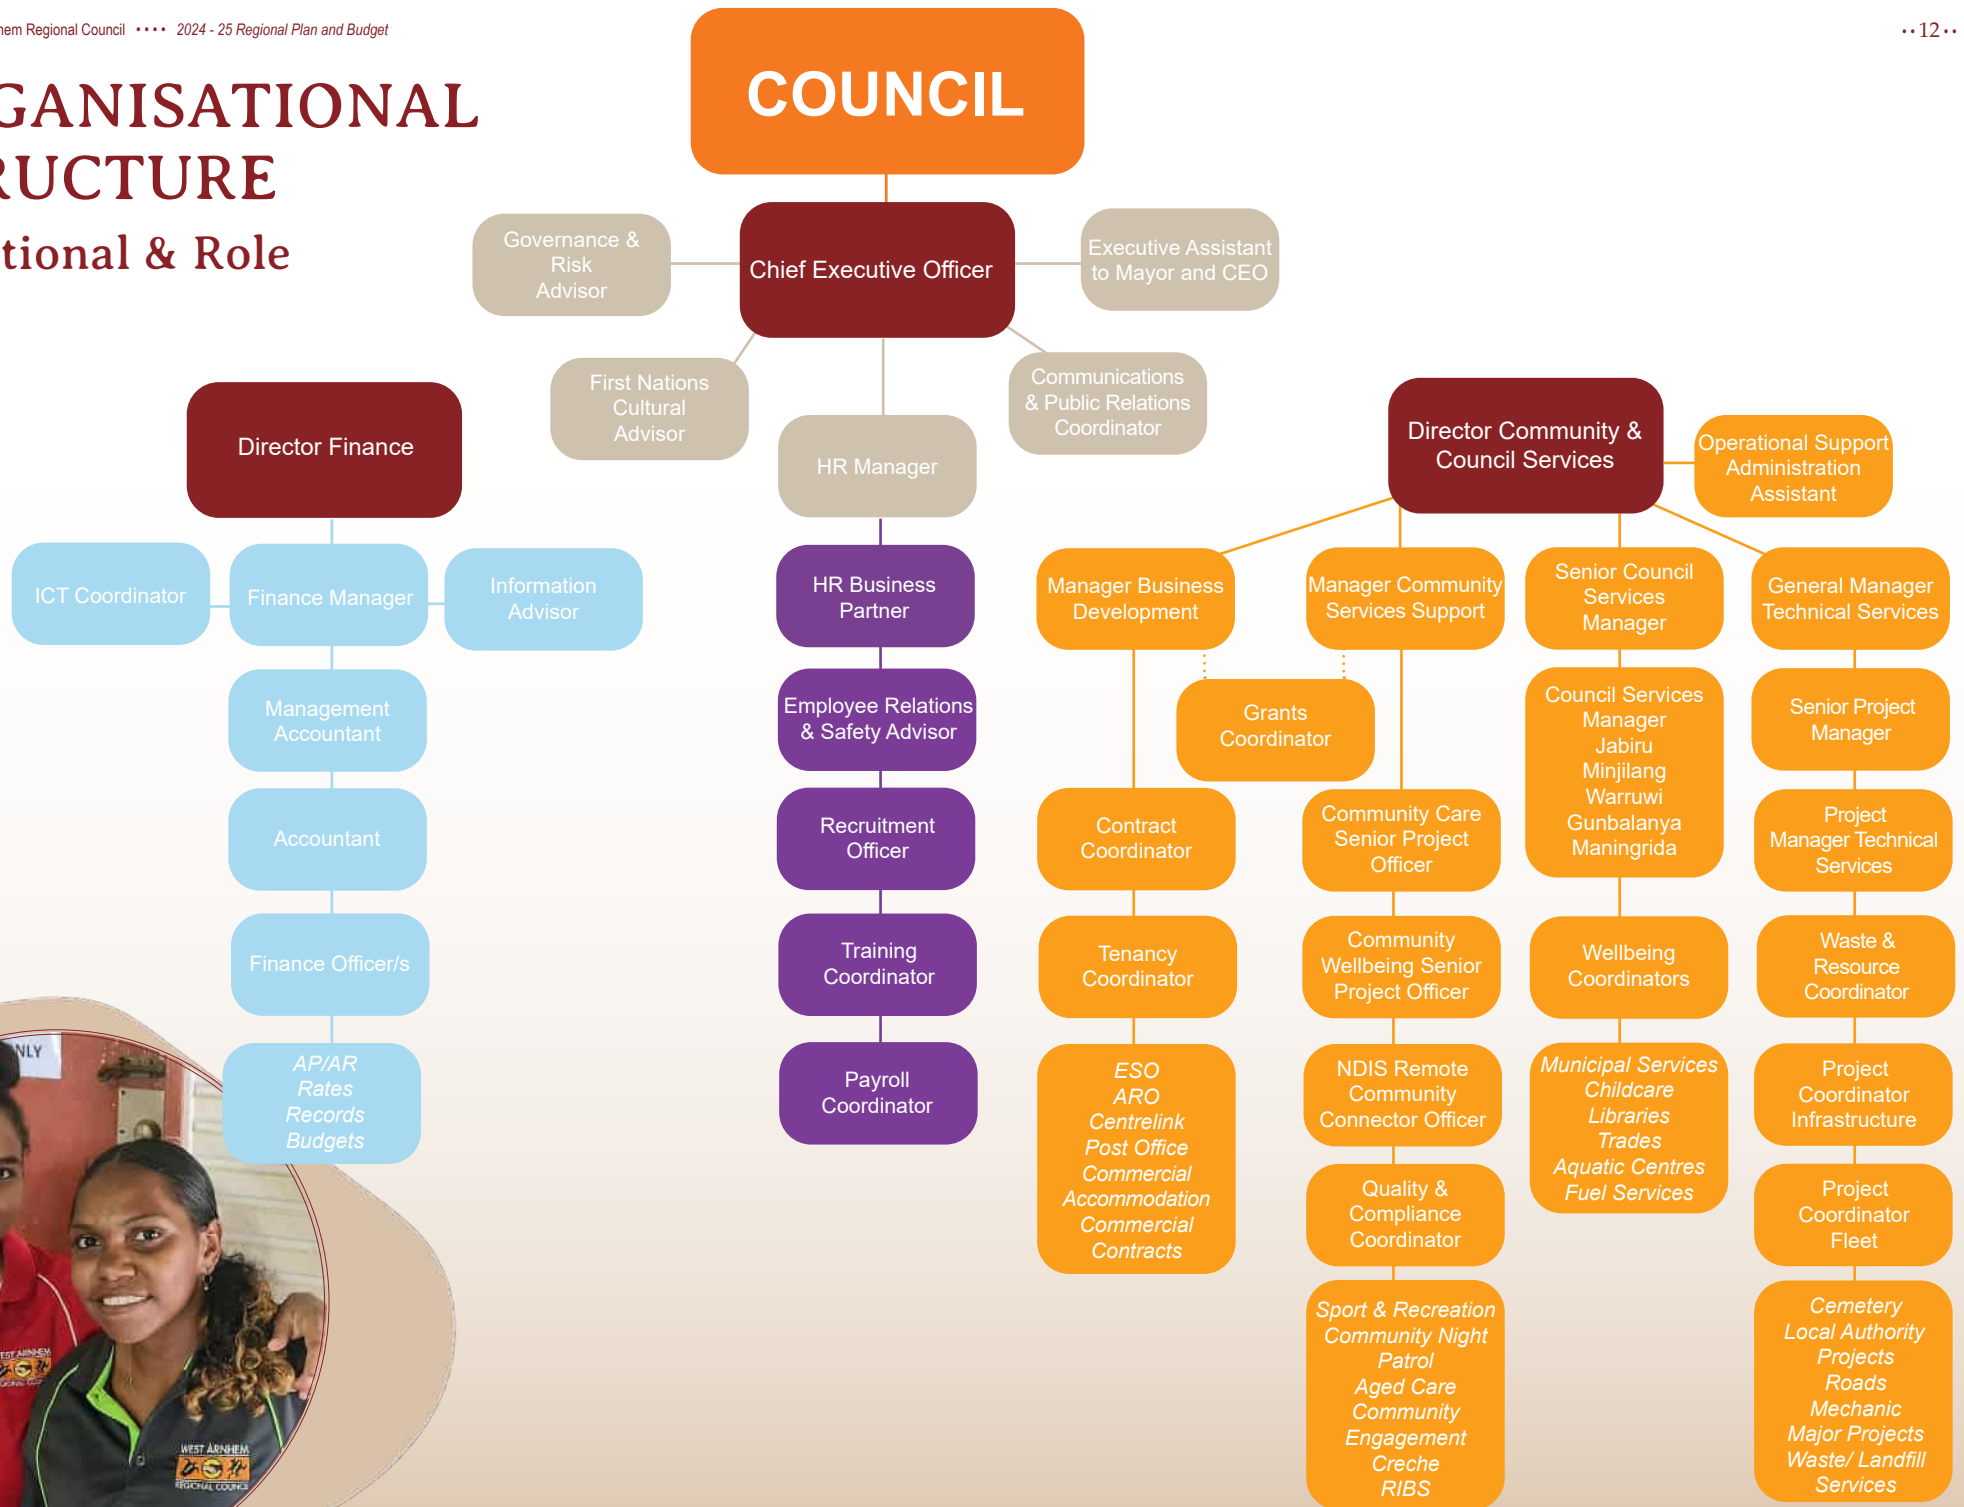 hem Regional Council •••• 2024 - 25 Regional Plan and Budget
••12••
GANISATIONAL
RUCTURE
tional & Role
COUNCIL
Chief Executive Officer
Governance &
Risk
Advisor
Executive Assistant
to Mayor and CEO
First Nations
Cultural
Advisor
HR Manager
Communications
& Public Relations
Coordinator
Director Finance
ICT Coordinator
Finance Manager
Information
Advisor
Management
Accountant
Accountant
Finance Officer/s
AP/AR
Rates
Records
Budgets
HR Business
Partner
Employee Relations
& Safety Advisor
Recruitment
Officer
Training
Coordinator
Payroll
Coordinator
Director Community &
Council Services
Operational Support
Administration
Assistant
Manager Business
Development
Manager Community
Services Support
Senior Council
Services
Manager
General Manager
Technical Services
Grants
Coordinator
Contract
Coordinator
Tenancy
Coordinator
ESO
ARO
Centrelink
Post Office
Commercial
Accommodation
Commercial
Contracts
Community Care
Senior Project
Officer
Community
Wellbeing Senior
Project Officer
NDIS Remote
Community
Connector Officer
Quality &
Compliance
Coordinator
Sport & Recreation
Community Night
Patrol
Aged Care
Community
Engagement
Creche
RIBS
Council Services
Manager
Jabiru
Minjilang
Warruwi
Gunbalanya
Maningrida
Wellbeing
Coordinators
Municipal Services
Childcare
Libraries
Trades
Aquatic Centres
Fuel Services
Senior Project
Manager
Project
Manager Technical
Services
Waste &
Resource
Coordinator
Project
Coordinator
Infrastructure
Project
Coordinator
Fleet
Cemetery
Local Authority
Projects
Roads
Mechanic
Major Projects
Waste/ Landfill
Services
NLY
WEST ARNHEM
WEST ARNHEM
REGIONAL COUNCIL